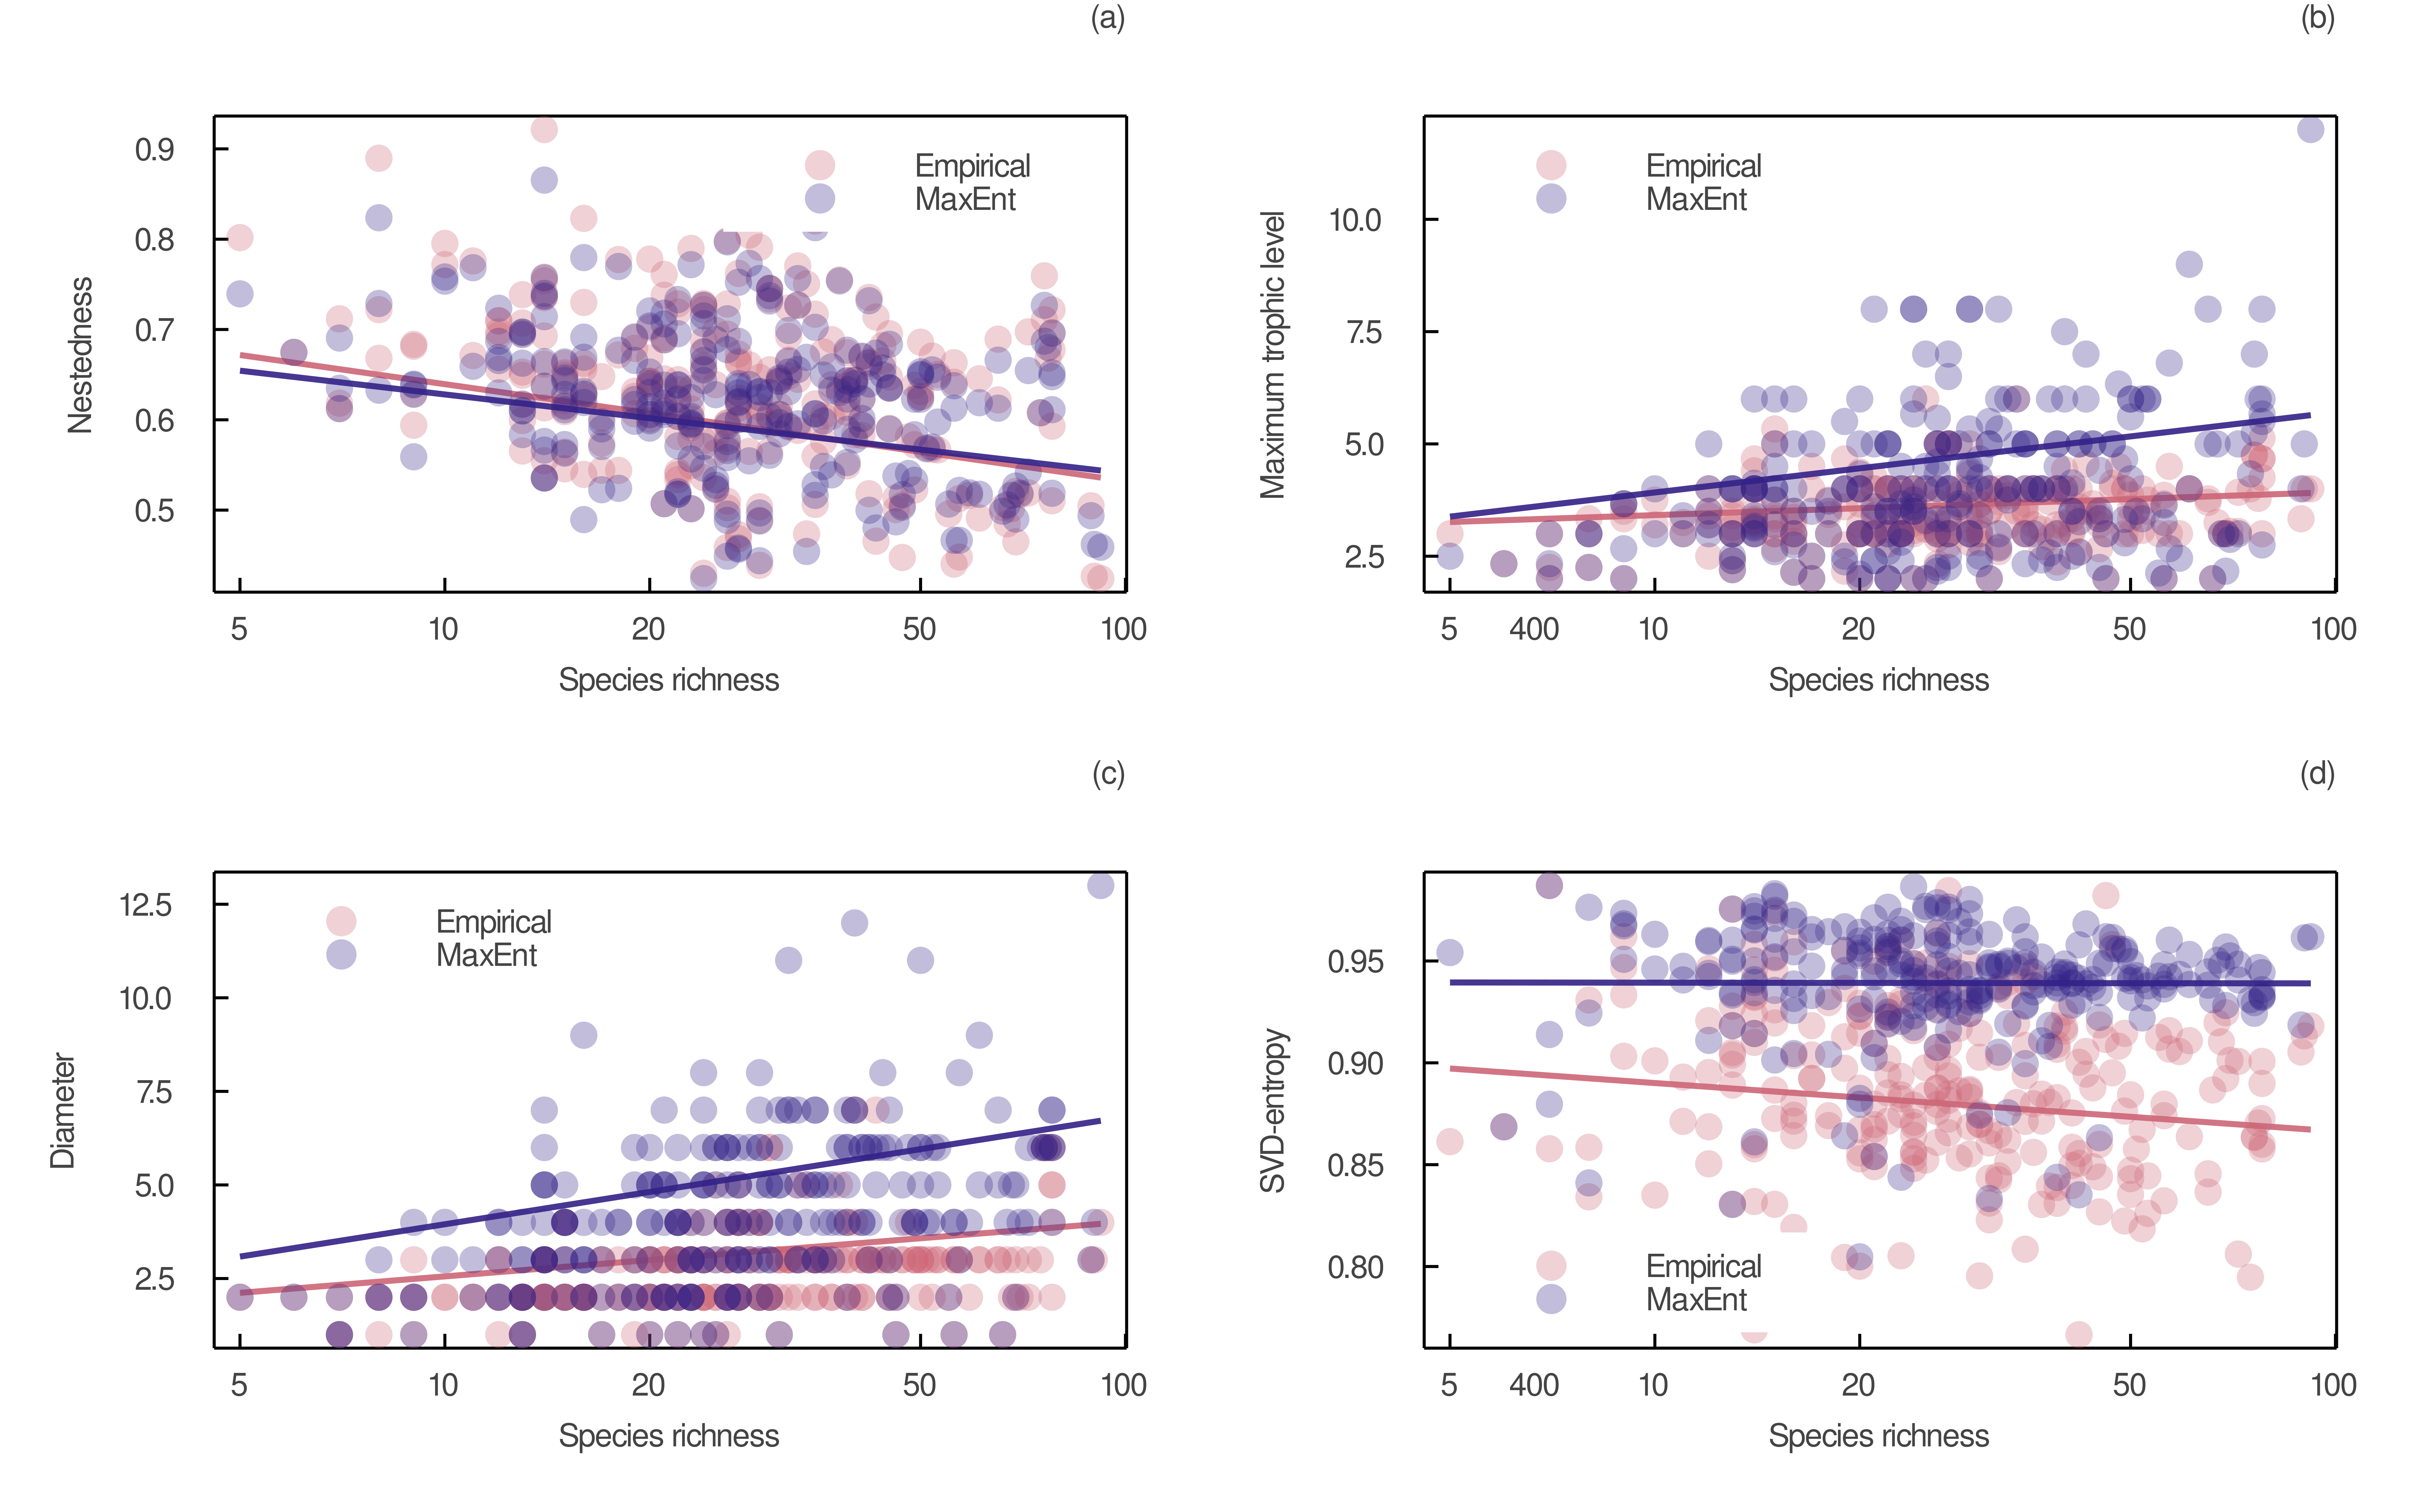 (a)
0.9
0.8
0.7
0.6
0.5
Nestedness
Empirical
MaxEnt
5 10 20 50 100
Species richness
(b)
10.0
7.5
5.0
2.5
Maximum trophic level
Empirical
MaxEnt
5 400 10 20 50 100
Species richness
(c)
12.5
10.0
7.5
5.0
2.5
Diameter
Empirical
MaxEnt
5 10 20 50 100
Species richness
(d)
0.95
0.90
0.85
0.80
SVD-entropy
Empirical
MaxEnt
5 400 10 20 50 100
Species richness